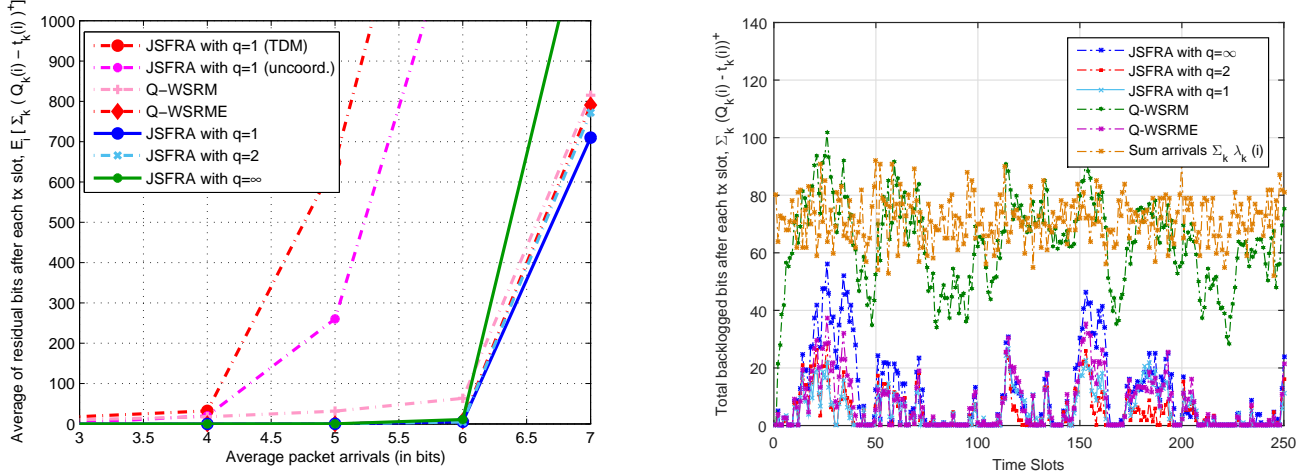 Average of residual bits after each tx slot, E_i [ Σ_k ( Q_k(i) − t_k(i) )^+ ]
1000
900
800
700
600
500
400
300
200
100
0
JSFRA with q=1 (TDM)
JSFRA with q=1 (uncoord.)
Q−WSRM
Q−WSRME
JSFRA with q=1
JSFRA with q=2
JSFRA with q=∞
3
3.5
4
4.5
5
5.5
6
6.5
7
Average packet arrivals (in bits)
Total backlogged bits after each tx slot, Σ_k (Q_k(i) - t_k(i))^+
140
120
100
80
60
40
20
0
JSFRA with q=∞
JSFRA with q=2
JSFRA with q=1
Q-WSRM
Q-WSRME
Sum arrivals Σ_k λ_k (i)
0
50
100
150
200
250
Time Slots